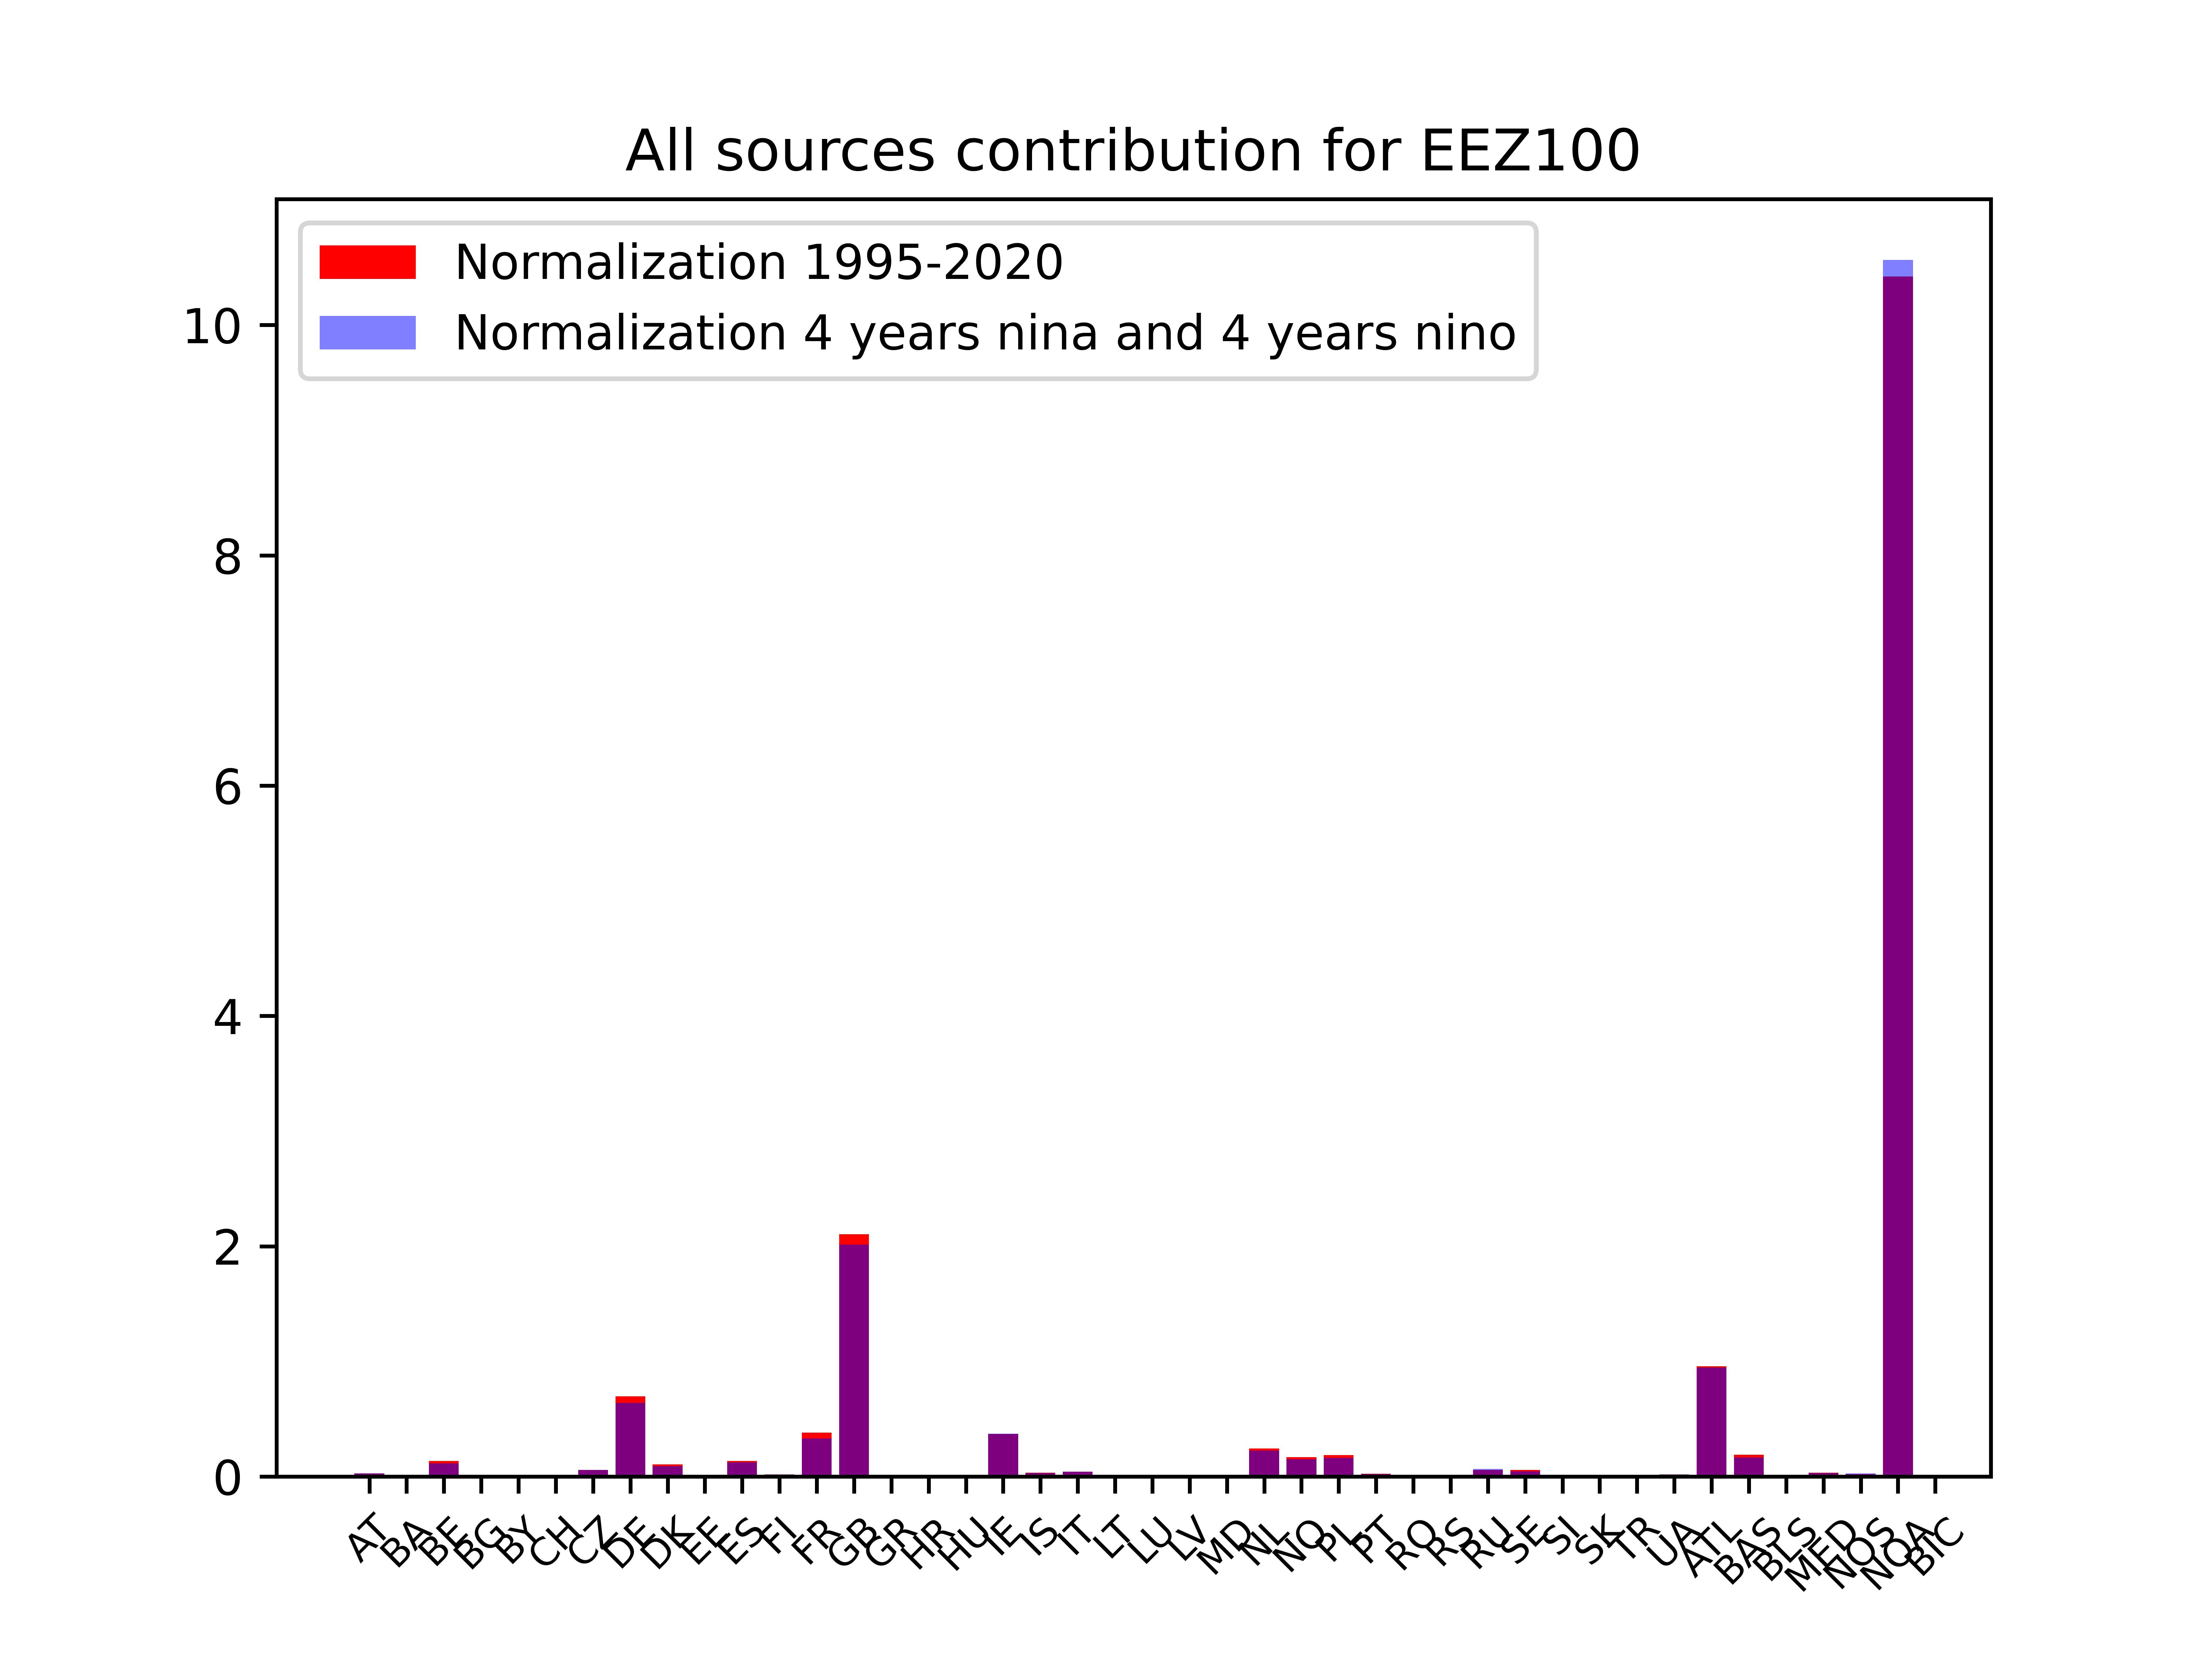 All sources contribution for EEZ100
Normalization 1995-2020
Normalization 4 years nina and 4 years nino
10
8
6
4
2
0
AT BA BE BG BY CH CZ DE DK EE ES FI FR GB GR HR HU IE IS IT LT LU LV MD NL NO PL PT RO RS RU SE SI SK TR UA ATL BAS BLS MED NOS NOA BIC